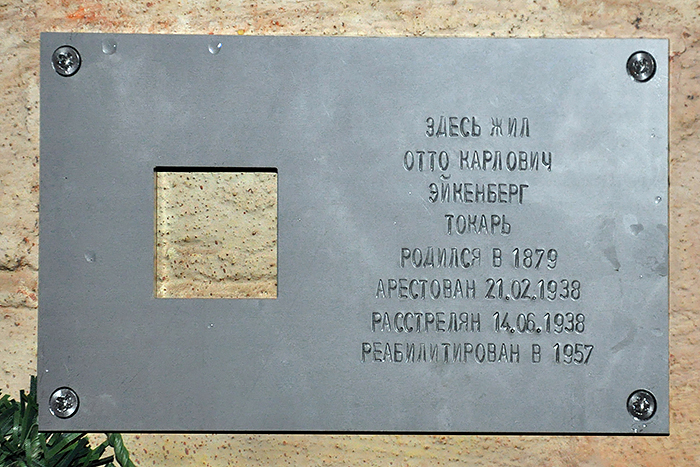 ЗДЕСЬ ЖИЛ
ОТТО КАРЛОВИЧ
ЭЙКЕНБЕРГ
ТОКАРЬ
РОДИЛСЯ В 1879
АРЕСТОВАН 21.02.1938
РАССТРЕЛЯН 14.06.1938
РЕАБИЛИТИРОВАН В 1957